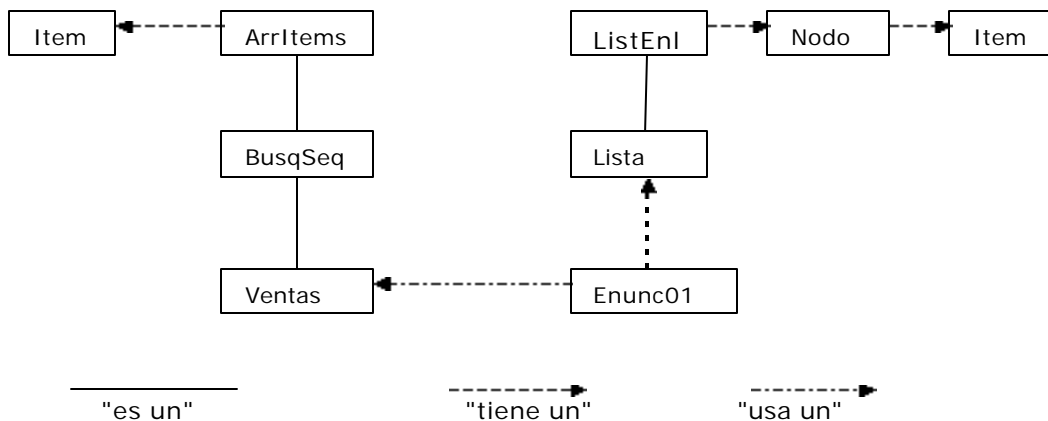 Item ArrItems ListEnl Nodo Item
BusqSeq Lista
Ventas Enunc01
"es un" "tiene un" "usa un"